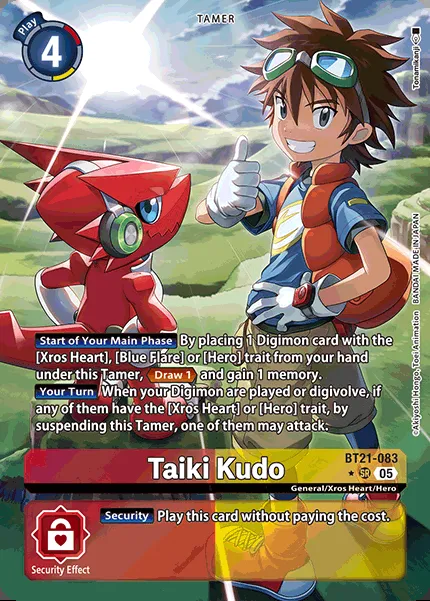 TAMER
Play
4
Tonamikanji
Start of Your Main Phase By placing 1 Digimon card with the
[Xros Heart], [Blue Flare] or [Hero] trait from your hand
under this Tamer, Draw 1 and gain 1 memory.
Your Turn When your Digimon are played or digivolve, if
any of them have the [Xros Heart] or [Hero] trait, by
suspending this Tamer, one of them may attack.
©Akiyoshi Hongo, Toei Animation BANDAI MADE IN JAPAN
Taiki Kudo
BT21-083
SR 05
General/Xros Heart/Hero
Security Play this card without paying the cost.
Security Effect